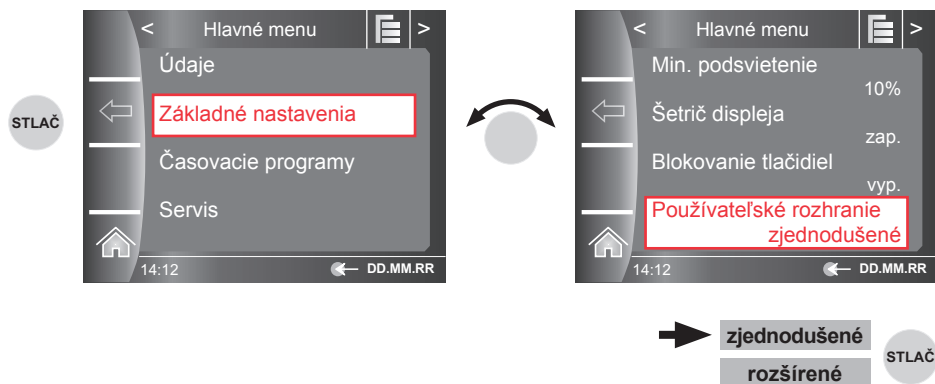 < Hlavné menu >
Údaje
Základné nastavenia
Časovacie programy
Servis
14:12 DD.MM.RR
STLAČ
< Hlavné menu >
Min. podsvietenie
10%
Šetrič displeja
zap.
Blokovanie tlačidiel
vyp.
Používateľské rozhranie
zjednodušené
14:12 DD.MM.RR
zjednodušené
rozšírené
STLAČ